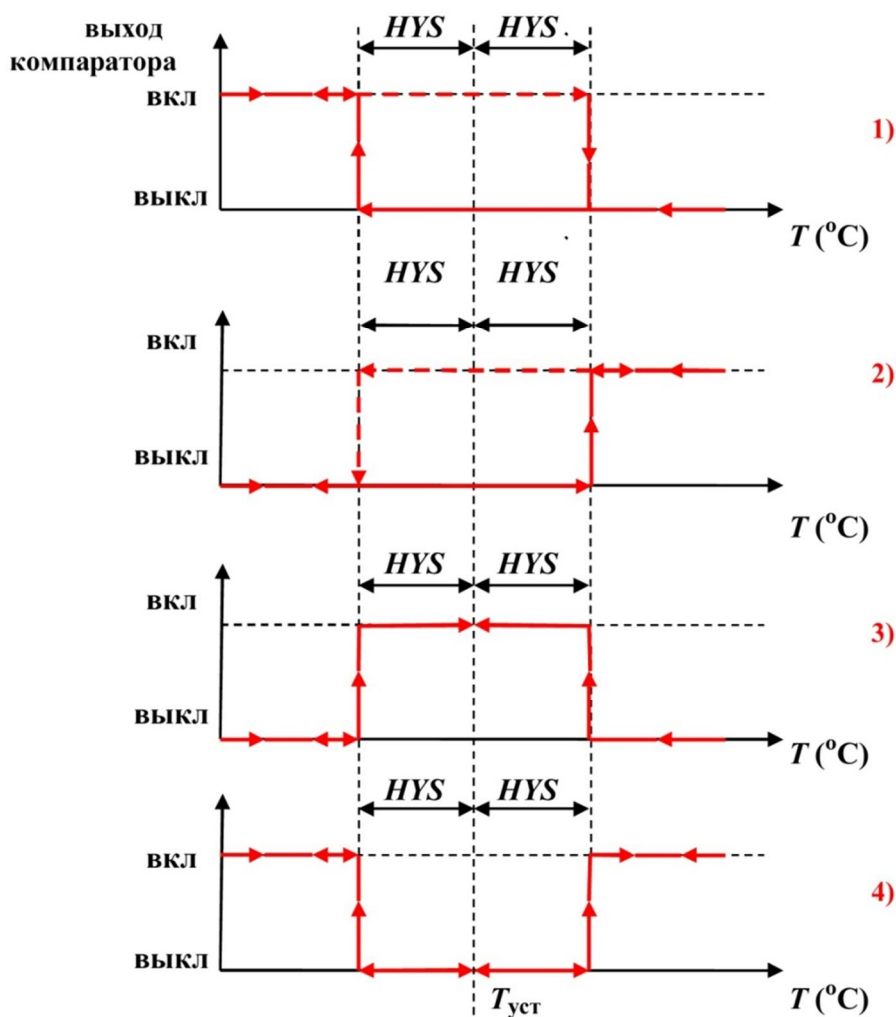 выход
компаратора
HYS HYS
вкл
1)
выкл
T (°C)
HYS HYS
вкл
2)
выкл
T (°C)
HYS HYS
вкл
3)
выкл
T (°C)
HYS HYS
вкл
4)
выкл
Tуст T (°C)